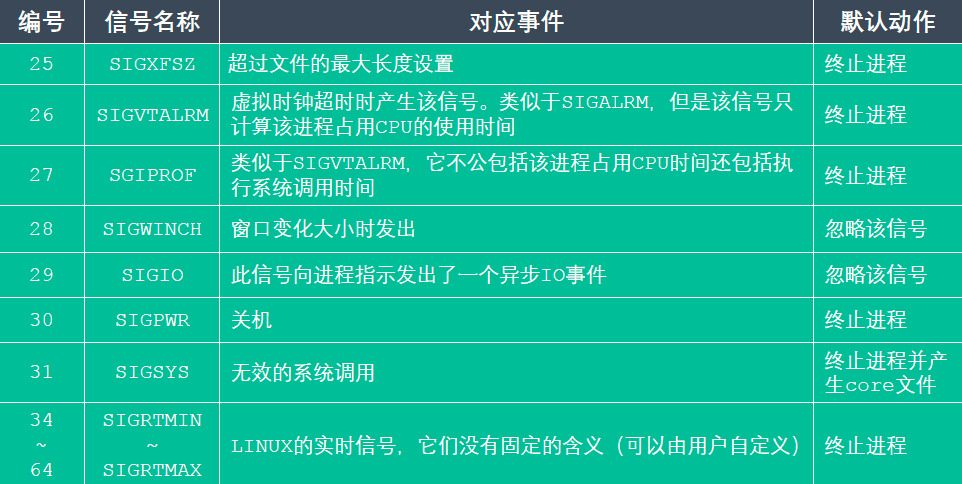 编号 信号名称 对应事件 默认动作
25 SIGXFSZ 超过文件的最大长度设置 终止进程
26 SIGVTALRM 虚拟时钟超时时产生该信号。类似于SIGALRM，但是该信号只 终止进程
计算该进程占用CPU的使用时间
27 SGIPROF 类似于SIGVTALRM，它不公包括该进程占用CPU时间还包括执 终止进程
行系统调用时间
28 SIGWINCH 窗口变化大小时发出 忽略该信号
29 SIGIO 此信号向进程指示发出了一个异步IO事件 忽略该信号
30 SIGPWR 关机 终止进程
31 SIGSYS 无效的系统调用 终止进程并产
生core文件
34 SIGRTMIN
~ ~ LINUX的实时信号，它们没有固定的含义（可以由用户自定义） 终止进程
64 SIGRTMAX